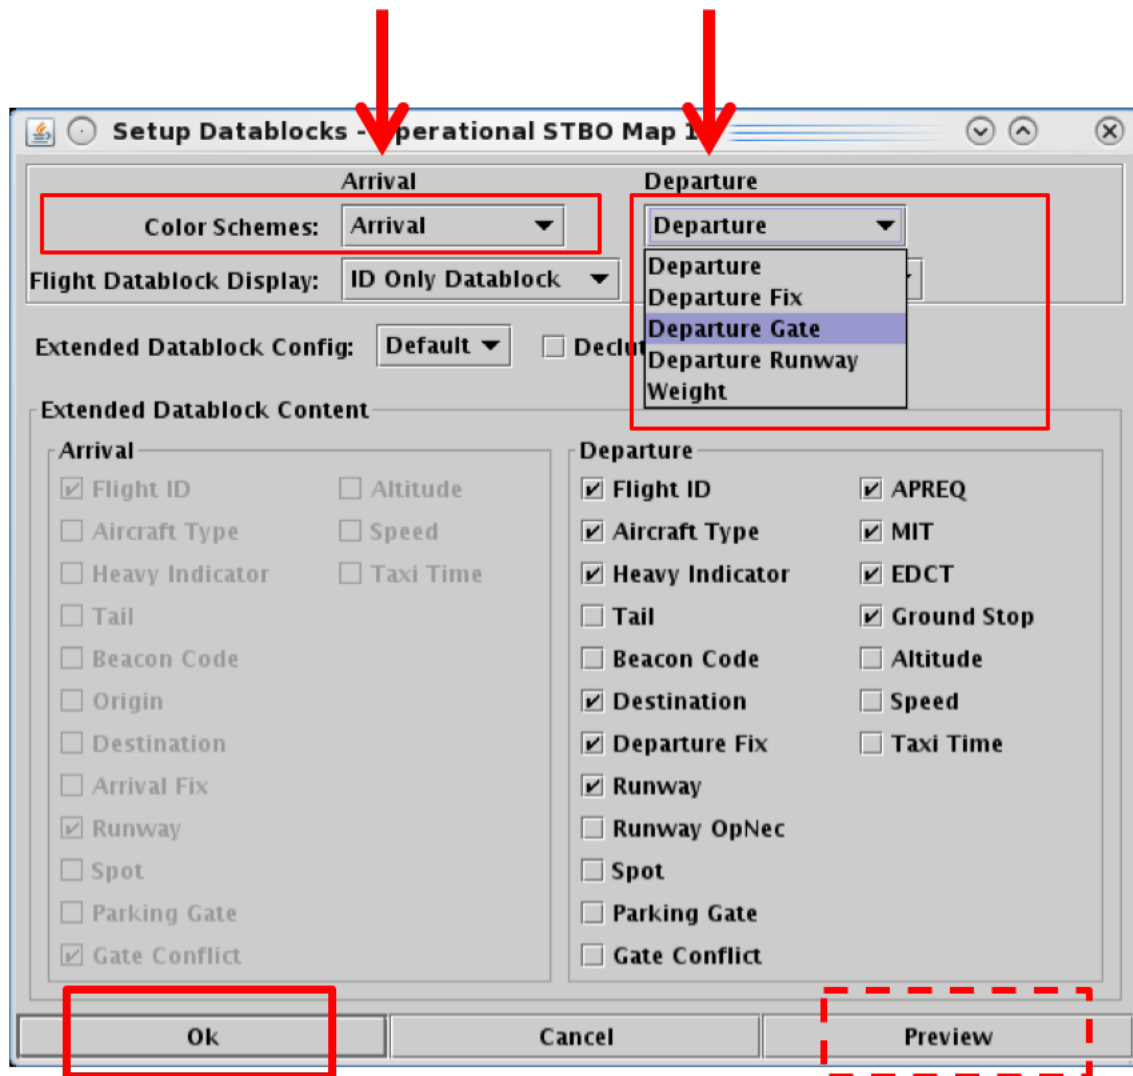 Setup Datablocks - Operational STBO Map 1
Arrival Departure
Color Schemes: Arrival Departure
Flight Datablock Display: ID Only Datablock
Departure
Departure Fix
Departure Gate
Departure Runway
Weight
Extended Datablock Config: Default
Extended Datablock Content
Arrival
Flight ID Altitude
Aircraft Type Speed
Heavy Indicator Taxi Time
Tail
Beacon Code
Origin
Destination
Arrival Fix
Runway
Spot
Parking Gate
Gate Conflict
Departure
Flight ID APREQ
Aircraft Type MIT
Heavy Indicator EDCT
Tail Ground Stop
Beacon Code Altitude
Destination Speed
Departure Fix Taxi Time
Runway
Runway OpNec
Spot
Parking Gate
Gate Conflict
Ok Cancel Preview